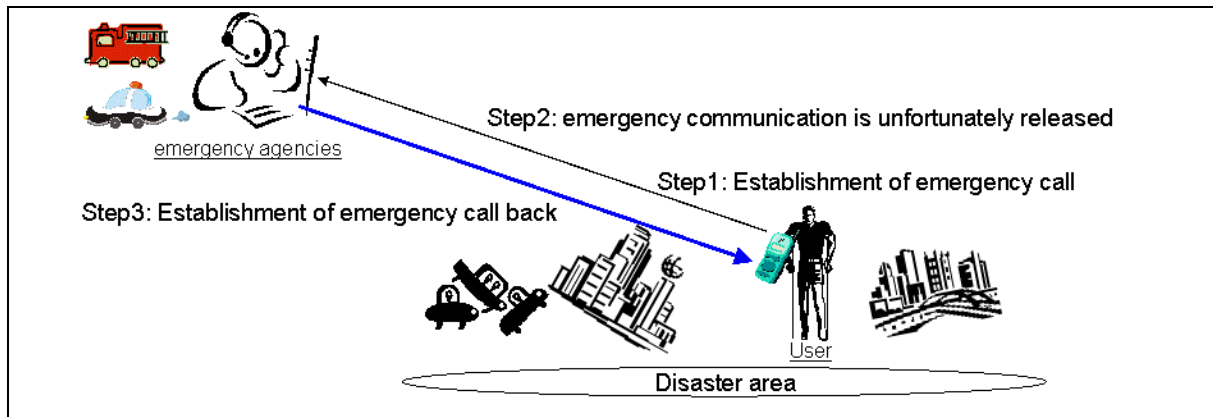 Step2: emergency communication is unfortunately released
emergency agencies
Step1: Establishment of emergency call
Step3: Establishment of emergency call back
User
Disaster area